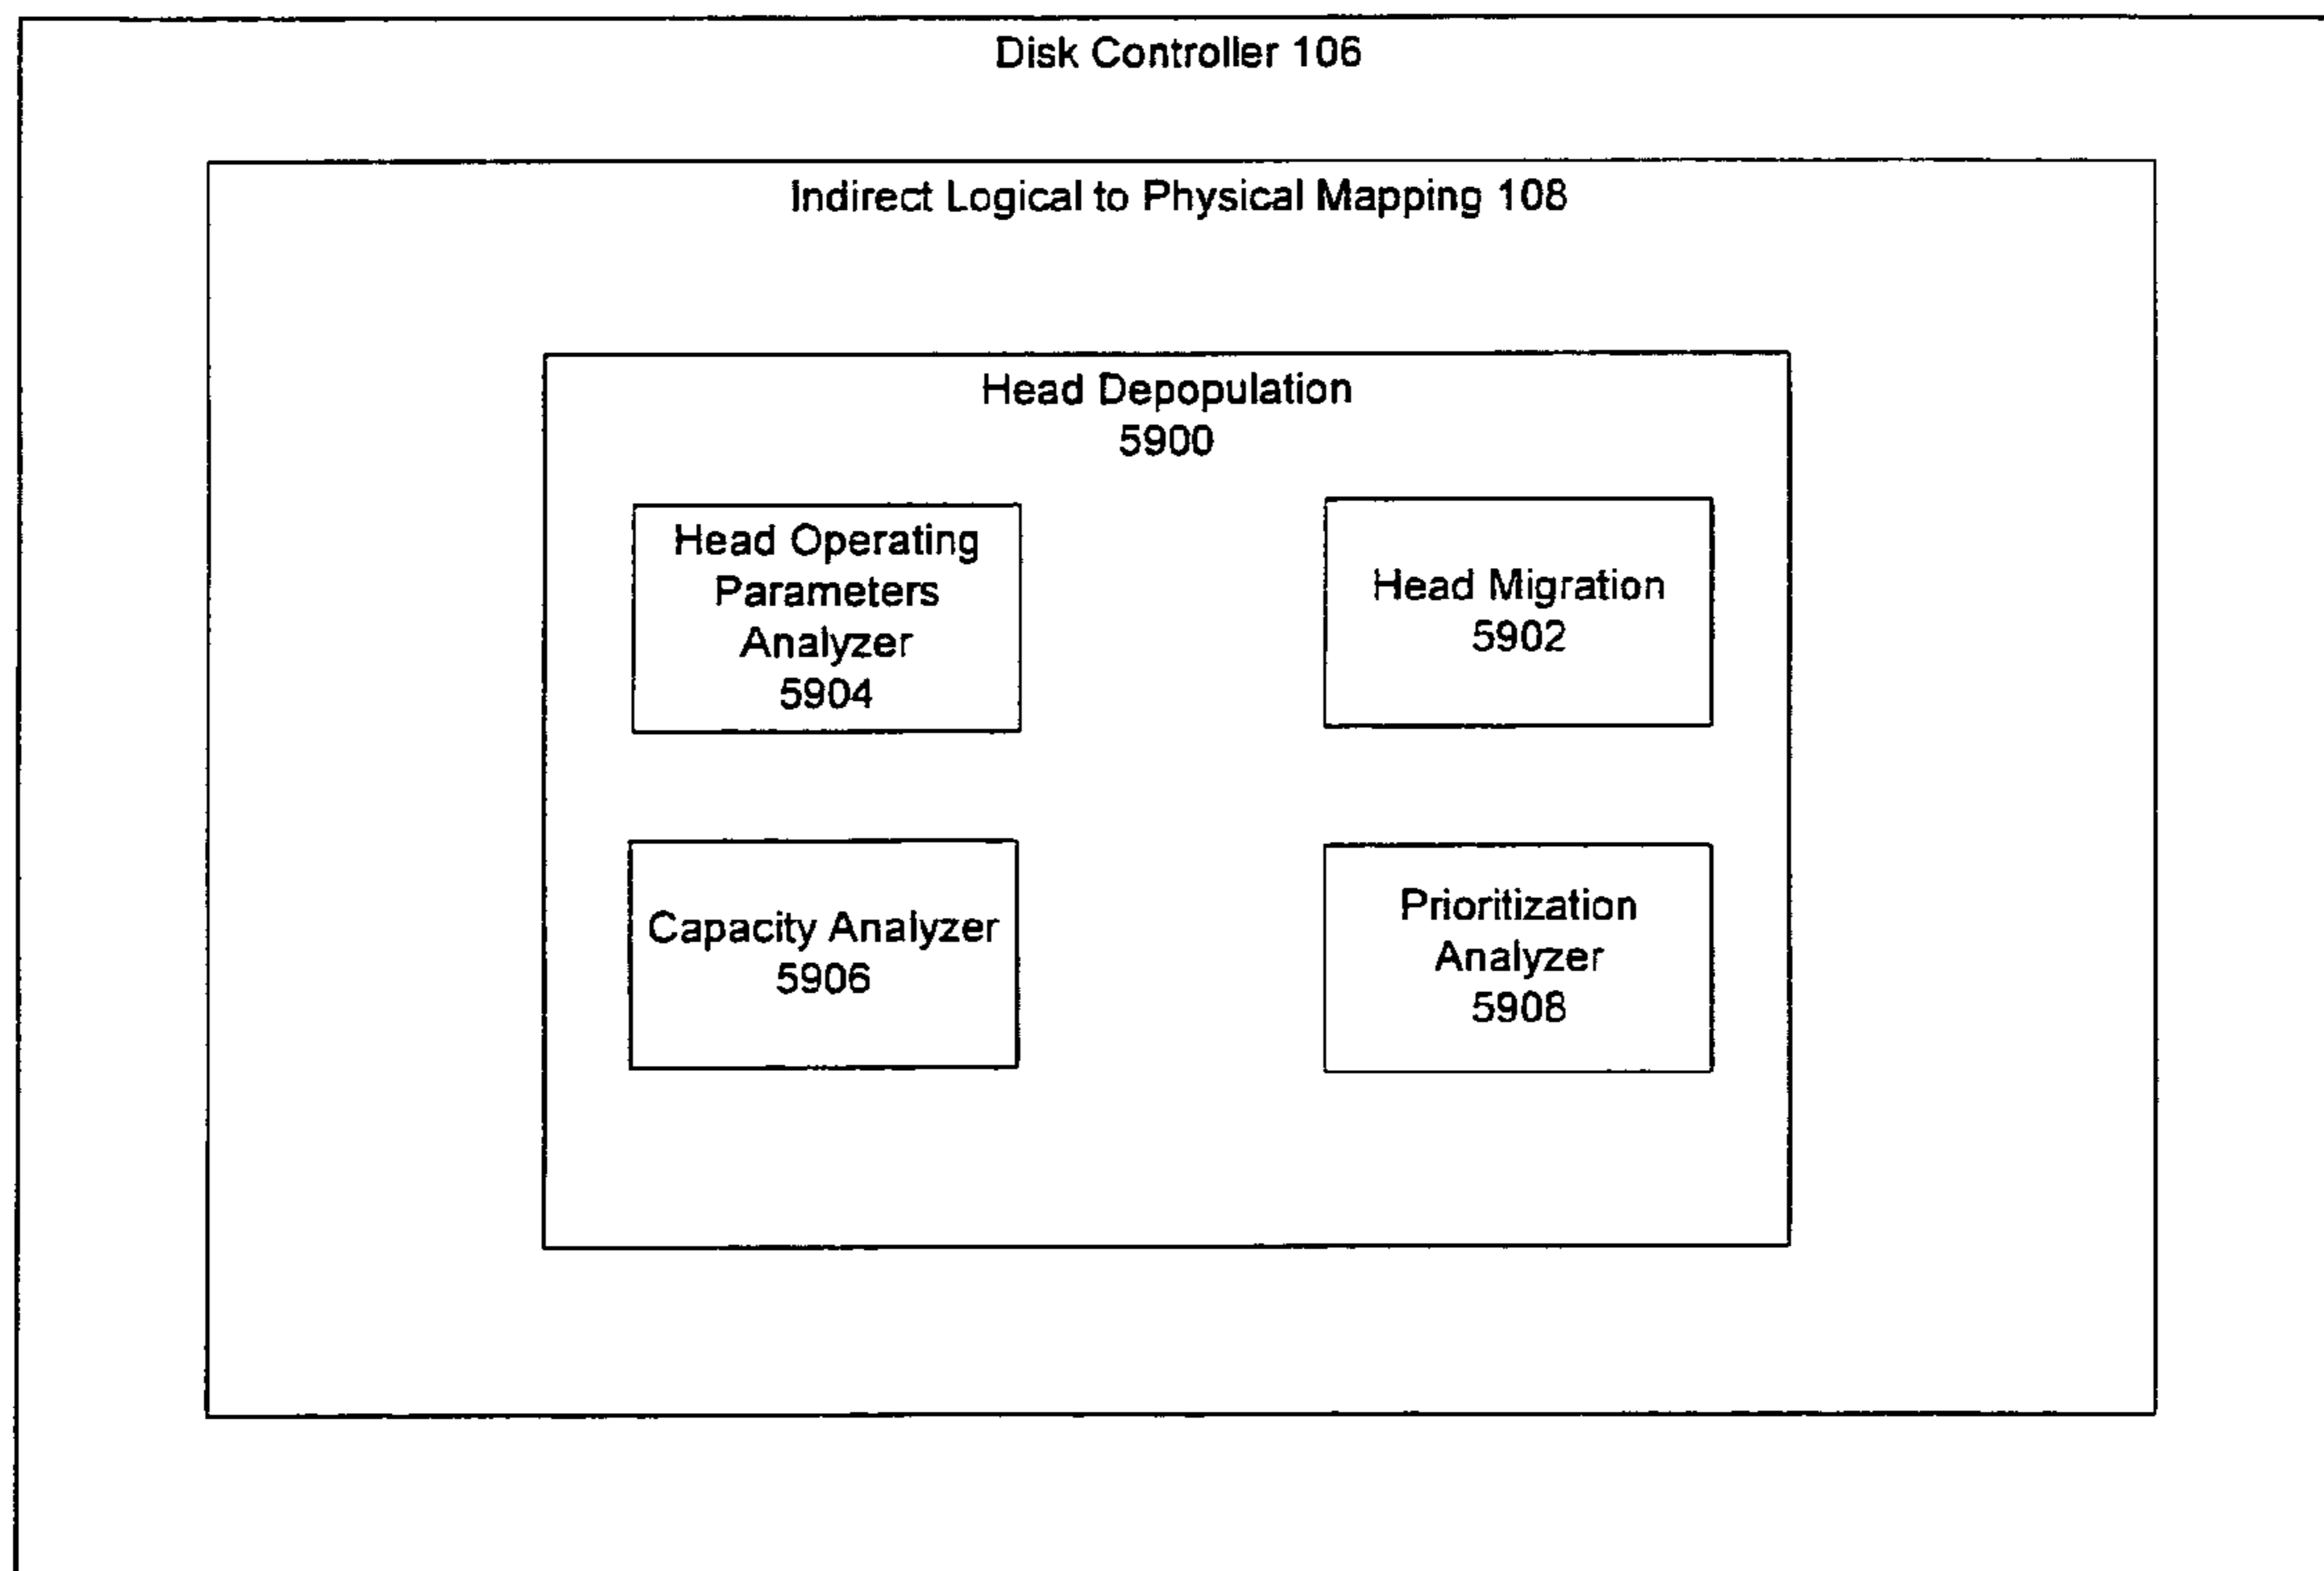 Disk Controller 106
Indirect Logical to Physical Mapping 108
Head Depopulation
5900
Head Operating
Parameters
Analyzer
5904
Head Migration
5902
Capacity Analyzer
5906
Prioritization
Analyzer
5908